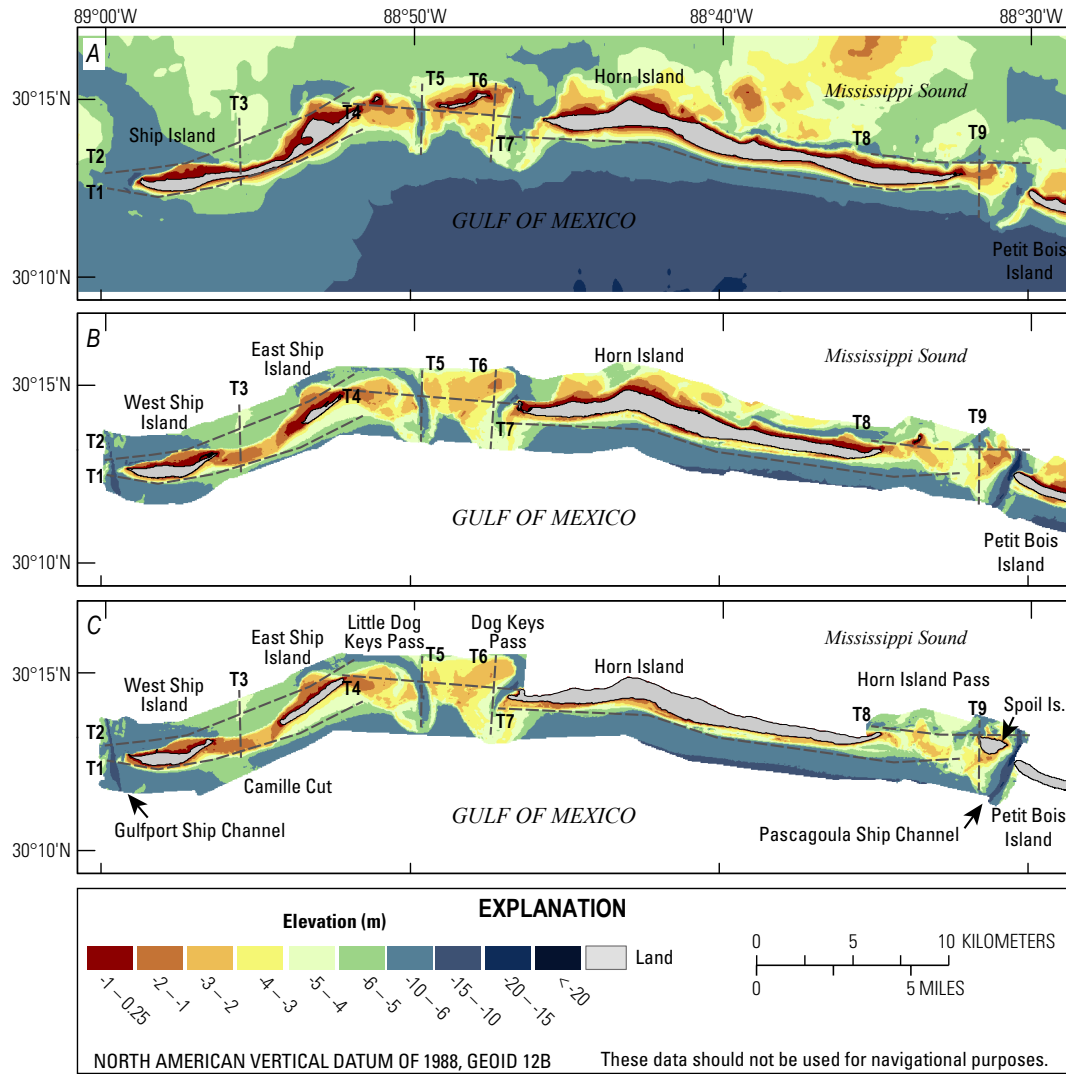 89°00'W 88°50'W 88°40'W 88°30'W
A
30°15'N
30°10'N
Ship Island
T3
T2
T1
T4
T5
T6
T7
Horn Island
Mississippi Sound
T8
T9
GULF OF MEXICO
Petit Bois
Island
B
30°15'N
30°10'N
West Ship
Island
East Ship
Island
T3
T2
T1
T4
T5
T6
T7
Horn Island
Mississippi Sound
T8
T9
GULF OF MEXICO
Petit Bois
Island
C
30°15'N
30°10'N
West Ship
Island
East Ship
Island
Little Dog
Keys Pass
Dog Keys
Pass
T3
T2
T1
T4
T5
T6
T7
Horn Island
Mississippi Sound
Horn Island Pass
T8
T9
Spoil Is.
Camille Cut
Gulfport Ship Channel
GULF OF MEXICO
Pascagoula Ship Channel
Petit Bois
Island
EXPLANATION
Elevation (m)
-1 – 0.25
-2 – -1
-3 – -2
-4 – -3
-5 – -4
-6 – -5
-10 – -6
-15 – -10
-20 – -15
< -20
Land
0 5 10 KILOMETERS
0 5 MILES
NORTH AMERICAN VERTICAL DATUM OF 1988, GEOID 12B
These data should not be used for navigational purposes.